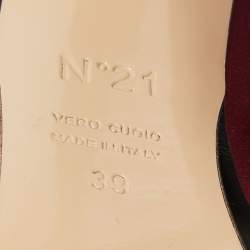 N°21
VERO CUOIO
MADE IN ITALY
39